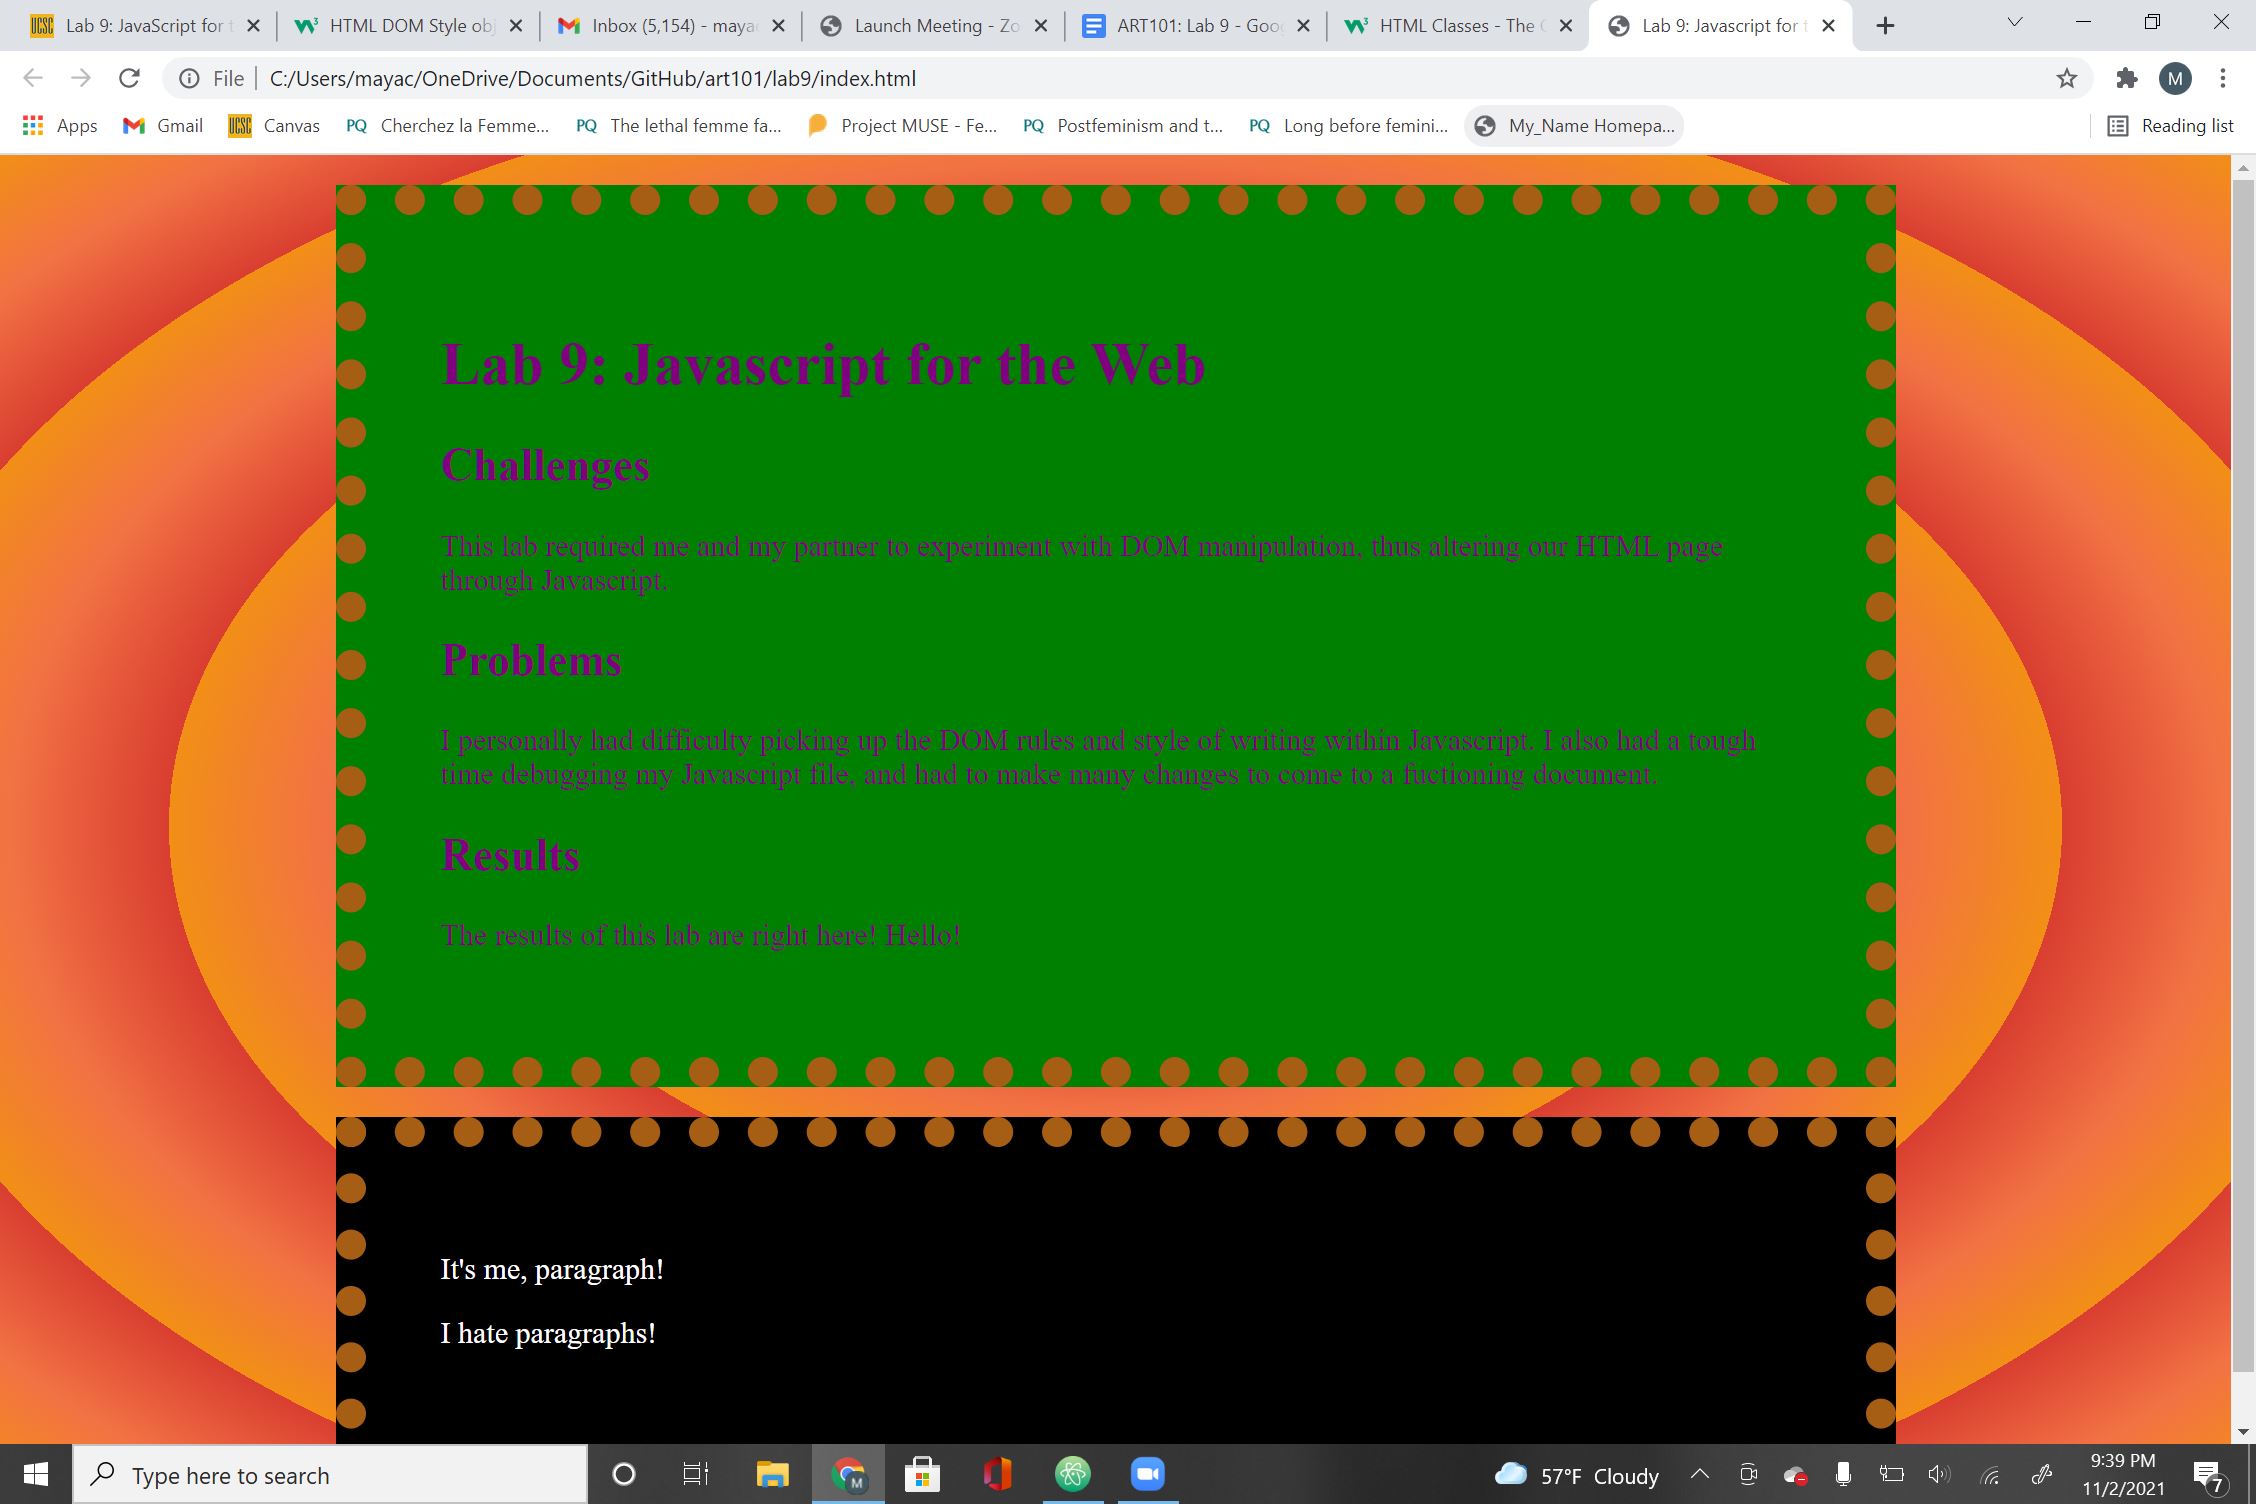 Lab 9: JavaScript for t
HTML DOM Style obj
Inbox (5,154) - maya
Launch Meeting - Zo
ART101: Lab 9 - Goo
HTML Classes - The
Lab 9: Javascript for t
File
C:/Users/mayac/OneDrive/Documents/GitHub/art101/lab9/index.html
M
Apps
Gmail
UCSC
Canvas
PQ
Cherchez la Femme...
PQ
The lethal femme fa...
Project MUSE - Fe...
PQ
Postfeminism and t...
PQ
Long before femini...
My_Name Homepa...
Reading list
Lab 9: Javascript for the Web
Challenges
This lab required me and my partner to experiment with DOM manipulation, thus altering our HTML page
through Javascript.
Problems
I personally had difficulty picking up the DOM rules and style of writing within Javascript. I also had a tough
time debugging my Javascript file, and had to make many changes to come to a fuctioning document.
Results
The results of this lab are right here! Hello!
It's me, paragraph!
I hate paragraphs!
Type here to search
M
57°F Cloudy
9:39 PM
11/2/2021
7